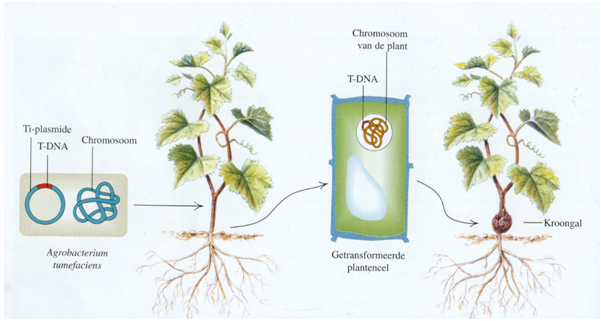 Ti-plasmide
T-DNA
Chromosoom
Agrobacterium
tumefaciens
Chromosoom
van de plant
T-DNA
Getransformeerde
plantencel
Kroongal